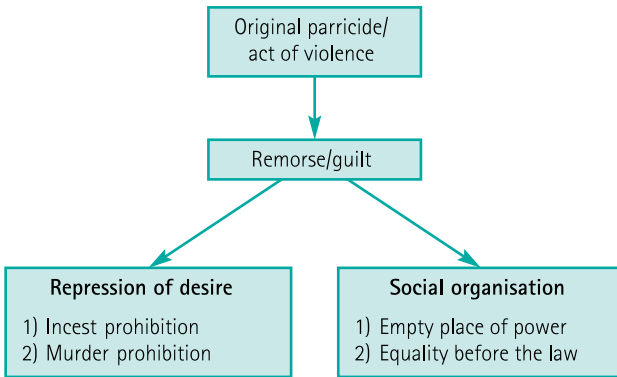 Original parricide/
act of violence
Remorse/guilt
Repression of desire
1) Incest prohibition
2) Murder prohibition
Social organisation
1) Empty place of power
2) Equality before the law